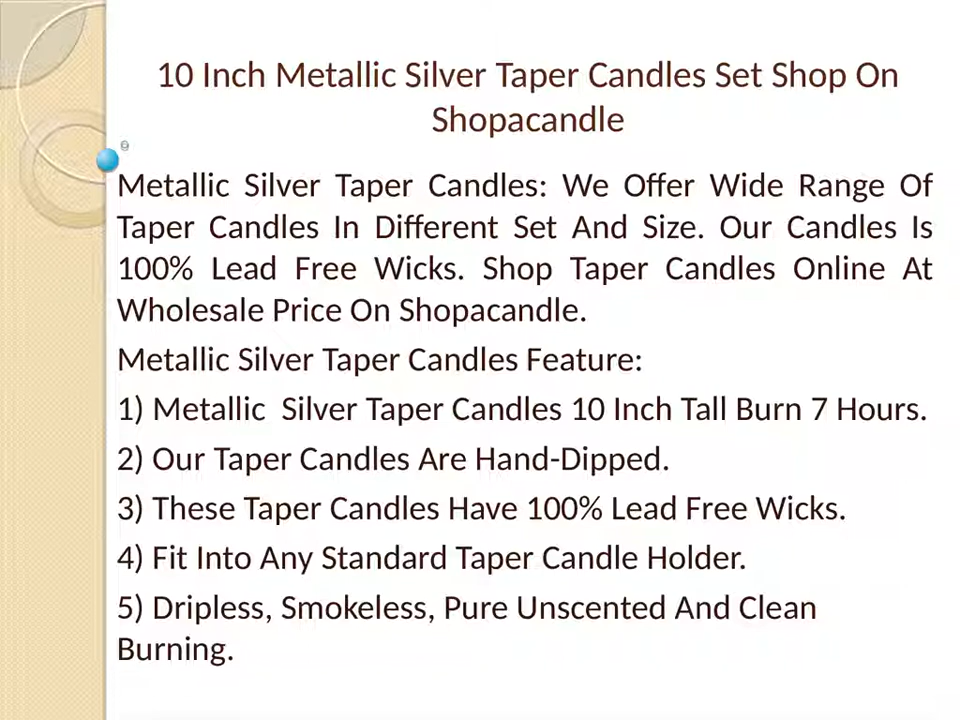 10 Inch Metallic Silver Taper Candles Set Shop On
Shopacandle
Metallic Silver Taper Candles: We Offer Wide Range Of
Taper Candles In Different Set And Size. Our Candles Is
100% Lead Free Wicks. Shop Taper Candles Online At
Wholesale Price On Shopacandle.
Metallic Silver Taper Candles Feature:
1) Metallic  Silver Taper Candles 10 Inch Tall Burn 7 Hours.
2) Our Taper Candles Are Hand-Dipped.
3) These Taper Candles Have 100% Lead Free Wicks.
4) Fit Into Any Standard Taper Candle Holder.
5) Dripless, Smokeless, Pure Unscented And Clean
Burning.